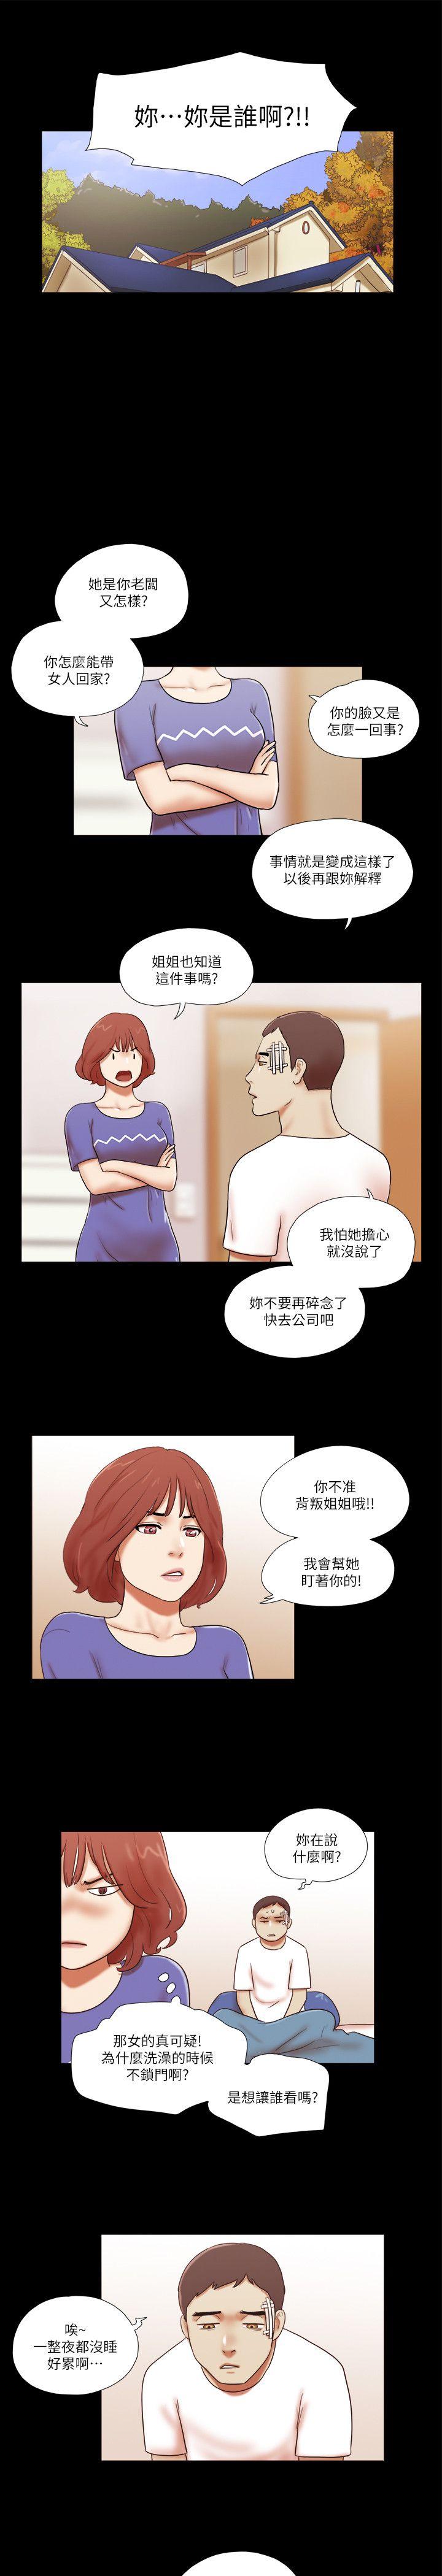 妳…妳是誰啊?!!
她是你老闆
又怎樣?
你怎麼能帶
女人回家?
你的臉又是
怎麼一回事?
事情就是變成這樣了
以後再跟妳解釋
姐姐也知道
這件事嗎?
我怕她擔心
就沒說了
妳不要再碎念了
快去公司吧
你不准
背叛姐姐哦!!
我會幫她
盯著你的!
妳在說
什麼啊?
那女的真可疑!
為什麼洗澡的時候
不鎖門啊?
是想讓誰看嗎?
唉~
一整夜都沒睡
好累啊…